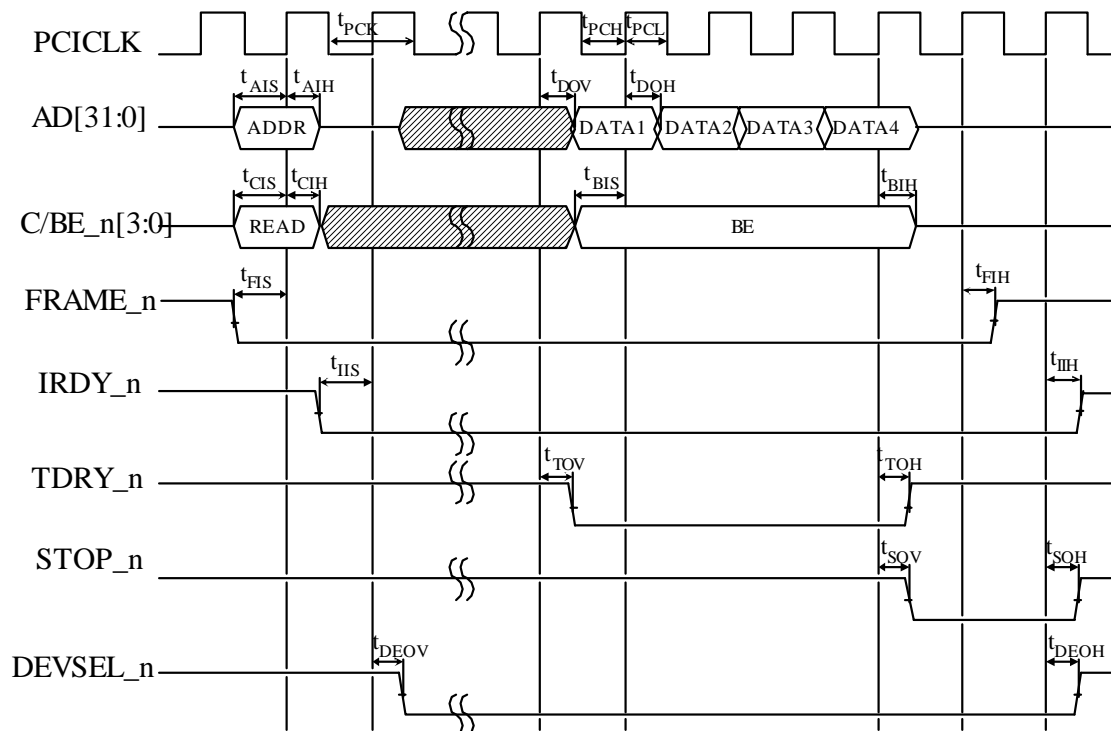 PCICLK
tPCK
tPCH
tPCL
tAIS
tAIH
tDOV
tDOH
AD[31:0]
ADDR
DATA1
DATA2
DATA3
DATA4
tCIS
tCIH
tBIS
tBIH
C/BE_n[3:0]
READ
BE
tFIS
tFIH
FRAME_n
tIIS
tIIH
IRDY_n
tTOV
tTOH
TDRY_n
tSOV
tSOH
STOP_n
tDEOV
tDEOH
DEVSEL_n